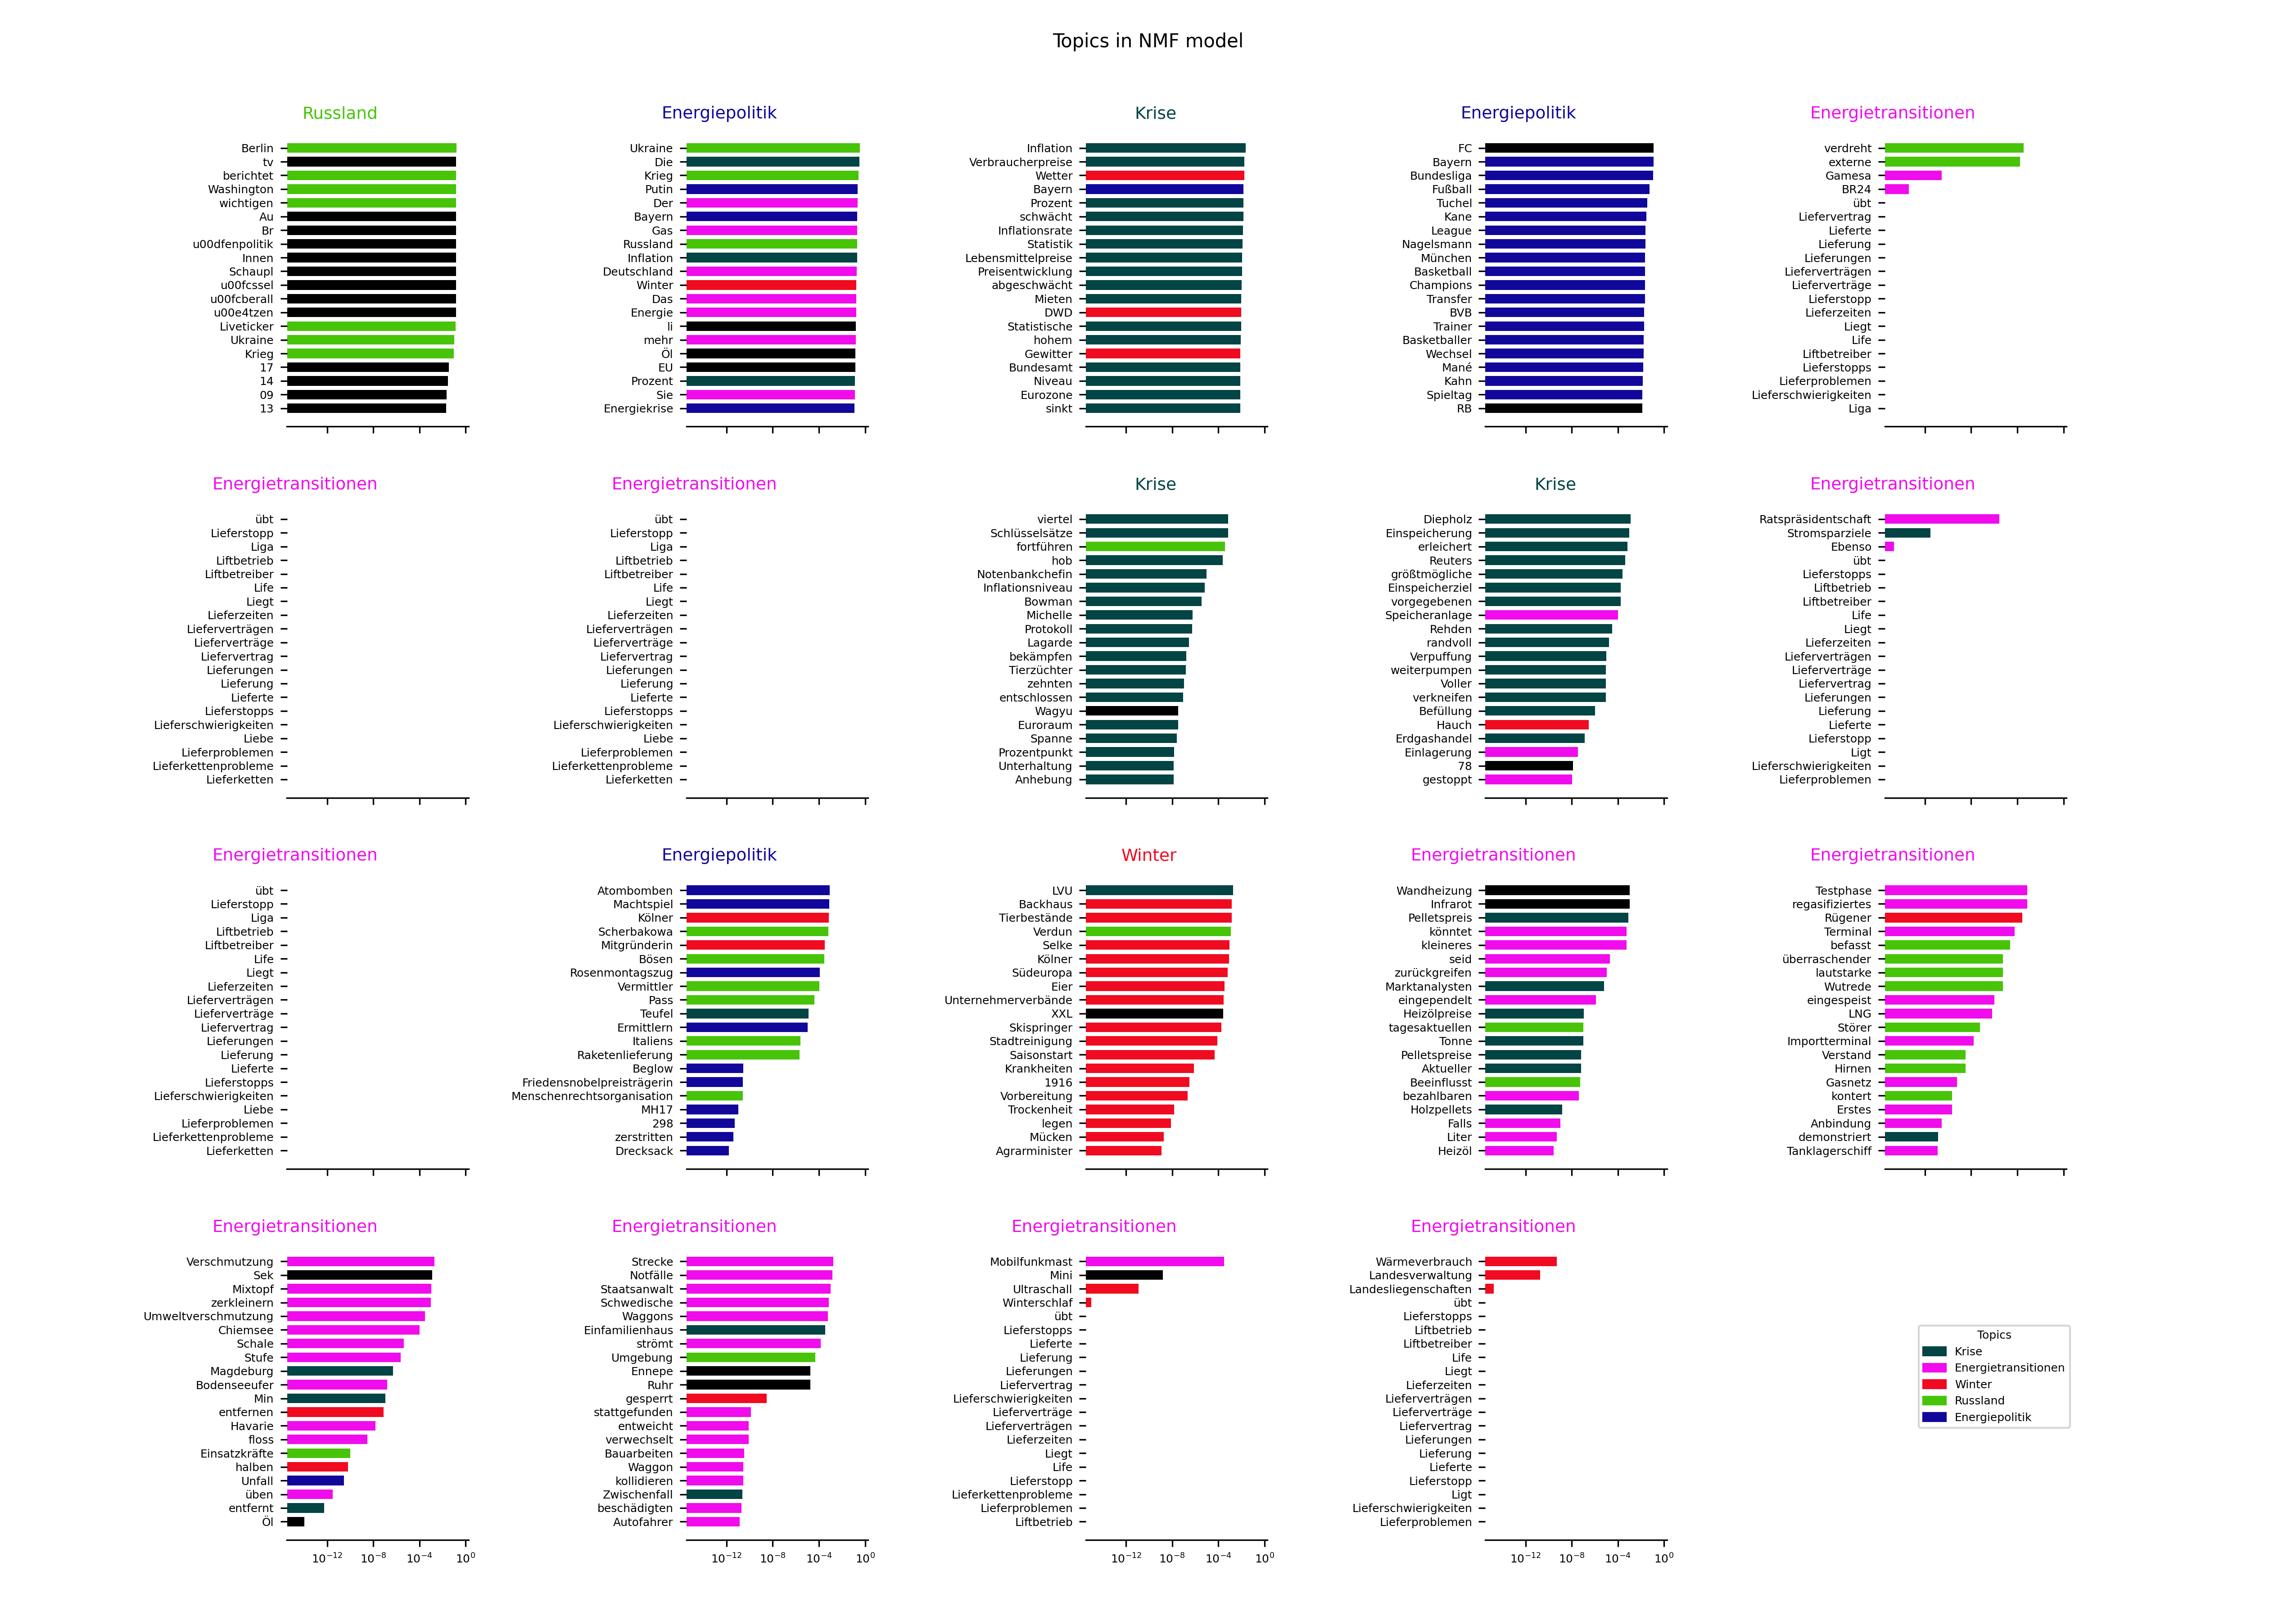 Topics in NMF model
Russland
Berlin
tv
berichtet
Washington
wichtigen
Au
Br
u00dfenpolitik
Innen
Schaupl
u00fcssel
u00fcberall
u00e4tzen
Liveticker
Ukraine
Krieg
17
14
09
13
Energiepolitik
Ukraine
Die
Krieg
Putin
Der
Bayern
Gas
Russland
Inflation
Deutschland
Winter
Das
Energie
li
mehr
Öl
EU
Prozent
Sie
Energiekrise
Krise
Inflation
Verbraucherpreise
Wetter
Bayern
Prozent
schwächt
Inflationsrate
Statistik
Lebensmittelpreise
Preisentwicklung
abgeschwächt
Mieten
DWD
Statistische
hohem
Gewitter
Bundesamt
Niveau
Eurozone
sinkt
Energiepolitik
FC
Bayern
Bundesliga
Fußball
Tuchel
Kane
League
Nagelsmann
München
Basketball
Champions
Transfer
BVB
Trainer
Basketballer
Wechsel
Mané
Kahn
Spieltag
RB
Energietransitionen
verdreht
externe
Gamesa
BR24
übt
Liefervertrag
Lieferte
Lieferung
Lieferungen
Lieferverträgen
Lieferverträge
Lieferstopp
Lieferzeiten
Liegt
Life
Liftbetreiber
Lieferstopps
Lieferproblemen
Lieferschwierigkeiten
Liga
Energietransitionen
übt
Lieferstopp
Liga
Liftbetrieb
Liftbetreiber
Life
Liegt
Lieferzeiten
Lieferverträgen
Lieferverträge
Liefervertrag
Lieferungen
Lieferung
Lieferte
Lieferstopps
Lieferschwierigkeiten
Liebe
Lieferproblemen
Lieferkettenprobleme
Lieferketten
Energietransitionen
übt
Lieferstopp
Liga
Liftbetrieb
Liftbetreiber
Life
Liegt
Lieferzeiten
Lieferverträgen
Lieferverträge
Liefervertrag
Lieferungen
Lieferung
Lieferte
Lieferstopps
Lieferschwierigkeiten
Liebe
Lieferproblemen
Lieferkettenprobleme
Lieferketten
Krise
viertel
Schlüsselsätze
fortführen
hob
Notenbankchefin
Inflationsniveau
Bowman
Michelle
Protokoll
Lagarde
bekämpfen
Tierzüchter
zehnten
entschlossen
Wagyu
Euroraum
Spanne
Prozentpunkt
Unterhaltung
Anhebung
Krise
Diepholz
Einspeicherung
erleichert
Reuters
größtmögliche
Einspeicherziel
vorgegebenen
Speicheranlage
Rehden
randvoll
Verpuffung
weiterpumpen
Voller
verkneifen
Befüllung
Hauch
Erdgashandel
Einlagerung
78
gestoppt
Energietransitionen
Ratspräsidentschaft
Stromsparziele
Ebenso
übt
Lieferstopps
Liftbetrieb
Liftbetreiber
Life
Liegt
Lieferzeiten
Lieferverträgen
Lieferverträge
Liefervertrag
Lieferungen
Lieferung
Lieferte
Lieferstopp
Ligt
Lieferschwierigkeiten
Lieferproblemen
Energietransitionen
übt
Lieferstopp
Liga
Liftbetrieb
Liftbetreiber
Life
Liegt
Lieferzeiten
Lieferverträgen
Lieferverträge
Liefervertrag
Lieferungen
Lieferung
Lieferte
Lieferstopps
Lieferschwierigkeiten
Liebe
Lieferproblemen
Lieferkettenprobleme
Lieferketten
Energiepolitik
Atombomben
Machtspiel
Kölner
Scherbakowa
Mitgründerin
Bösen
Rosenmontagszug
Vermittler
Pass
Teufel
Ermittlern
Italiens
Raketenlieferung
Beglow
Friedensnobelpreisträgerin
Menschenrechtsorganisation
MH17
298
zerstritten
Drecksack
Winter
LVU
Backhaus
Tierbestände
Verdun
Selke
Kölner
Südeuropa
Eier
Unternehmerverbände
XXL
Skispringer
Stadtreinigung
Saisonstart
Krankheiten
1916
Vorbereitung
Trockenheit
legen
Mücken
Agrarminister
Energietransitionen
Wandheizung
Infrarot
Pelletspreis
könntet
kleineres
seid
zurückgreifen
Marktanalysten
eingependelt
Heizölpreise
tagesaktuellen
Tonne
Pelletspreise
Aktueller
Beeinflusst
bezahlbaren
Holzpellets
Falls
Liter
Heizöl
Energietransitionen
Testphase
regasifiziertes
Rügener
Terminal
befasst
überraschender
lautstarke
Wutrede
eingespeist
LNG
Störer
Importterminal
Verstand
Hirnen
Gasnetz
kontert
Erstes
Anbindung
demonstriert
Tanklagerschiff
Energietransitionen
Verschmutzung
Sek
Mixtopf
zerkleinern
Umweltverschmutzung
Chiemsee
Schale
Stufe
Magdeburg
Bodenseeufer
Min
entfernen
Havarie
floss
Einsatzkräfte
halben
Unfall
üben
entfernt
Öl
10⁻¹² 10⁻⁸ 10⁻⁴ 10⁰
Energietransitionen
Strecke
Notfälle
Staatsanwalt
Schwedische
Waggons
Einfamilienhaus
strömt
Umgebung
Ennepe
Ruhr
gesperrt
stattgefunden
entweicht
verwechselt
Bauarbeiten
Waggon
kollidieren
Zwischenfall
beschädigten
Autofahrer
10⁻¹² 10⁻⁸ 10⁻⁴ 10⁰
Energietransitionen
Mobilfunkmast
Mini
Ultraschall
Winterschlaf
übt
Lieferstopps
Lieferte
Lieferung
Lieferungen
Liefervertrag
Lieferschwierigkeiten
Lieferverträge
Lieferverträgen
Lieferzeiten
Liegt
Life
Lieferstopp
Lieferkettenprobleme
Lieferproblemen
Liftbetrieb
10⁻¹² 10⁻⁸ 10⁻⁴ 10⁰
Energietransitionen
Wärmeverbrauch
Landesverwaltung
Landesliegenschaften
übt
Lieferstopps
Liftbetrieb
Liftbetreiber
Life
Liegt
Lieferzeiten
Lieferverträgen
Lieferverträge
Liefervertrag
Lieferungen
Lieferung
Lieferte
Lieferstopp
Ligt
Lieferschwierigkeiten
Lieferproblemen
10⁻¹² 10⁻⁸ 10⁻⁴ 10⁰
Topics
Krise
Energietransitionen
Winter
Russland
Energiepolitik